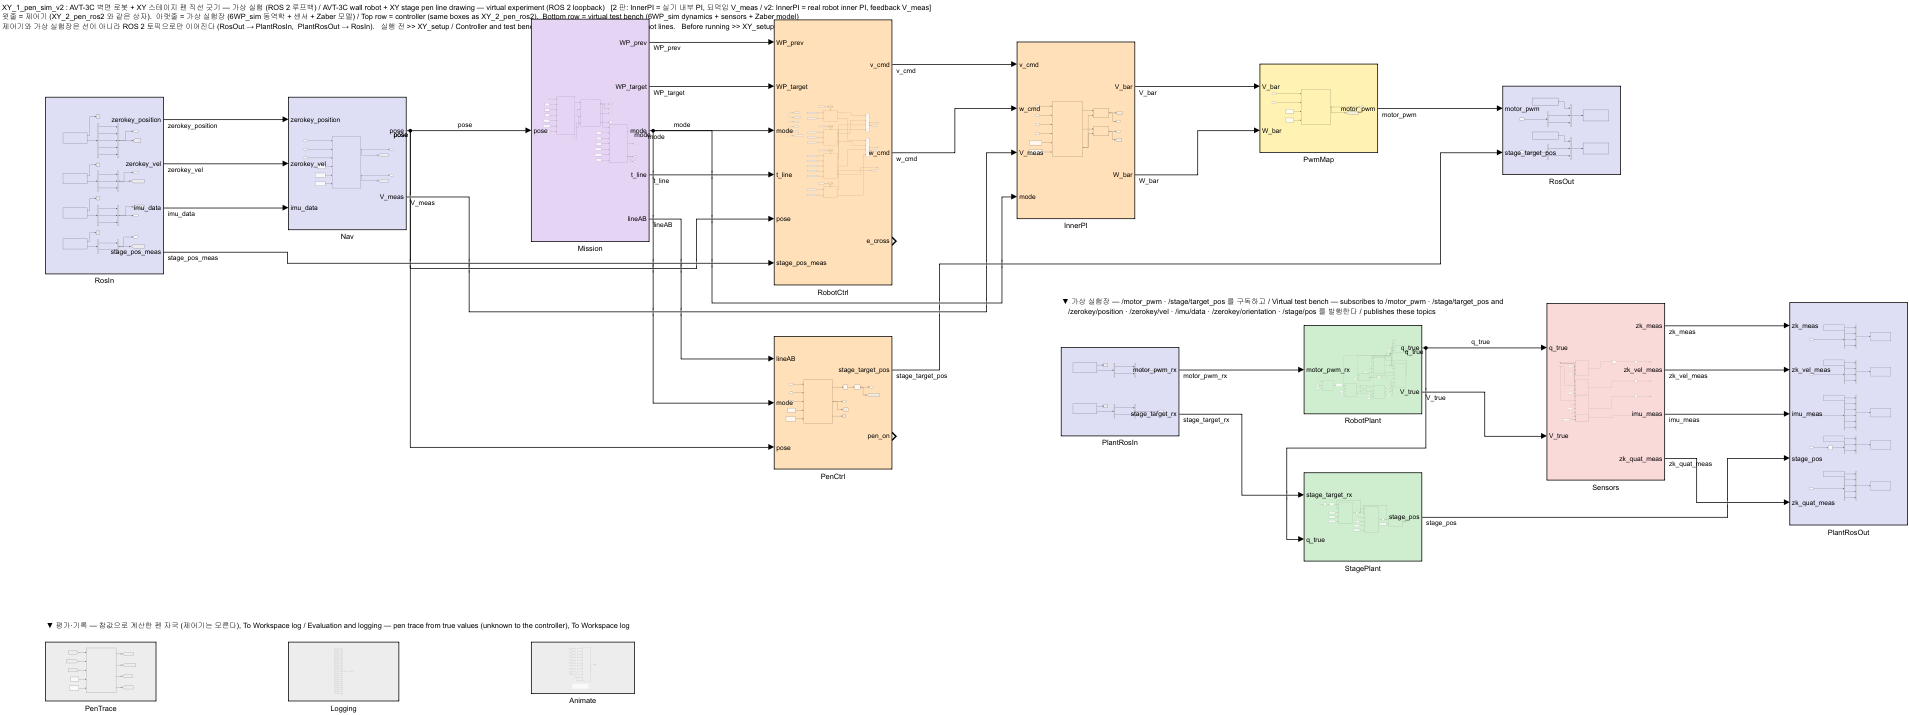 XY_1_pen_sim_v2 : AVT-3C 벽면 로봇 + XY 스테이지 펜 직선 긋기 — 가상 실험 (ROS 2 루프백) / AVT-3C wall robot + XY stage pen line drawing — virtual experiment (ROS 2 loopback)   [2 판: InnerPI = 실기 내부 PI, 되먹임 V_meas / v2: InnerPI = real robot inner PI, feedback V_meas]
윗줄 = 제어기 (XY_2_pen_ros2 와 같은 상자).  아랫줄 = 가상 실험장 (6WP_sim 동역학 + 센서 + Zaber 모델) / Top row = controller (same boxes as XY_2_pen_ros2).  Bottom row = virtual test bench (6WP_sim dynamics + sensors + Zaber model)
제어기와 가상 실험장은 선이 아니라 ROS 2 토픽으로만 이어진다 (RosOut → PlantRosIn,  PlantRosOut → RosIn).   실행 전 >> XY_setup / Controller and test ben
ot lines.   Before running >> XY_setup
zerokey_position
zerokey_vel
imu_data
stage_pos_meas
zerokey_position
zerokey_vel
imu_data
stage_pos_meas
RosIn
zerokey_position
zerokey_vel
imu_data
pose
pose
V_meas
V_meas
Nav
pose
pose
WP_prev
WP_target
mode
t_line
lineAB
WP_prev
WP_target
mode
mode
mode
t_line
lineAB
Mission
WP_prev
WP_target
mode
t_line
pose
stage_pos_meas
v_cmd
w_cmd
e_cross
v_cmd
w_cmd
RobotCtrl
v_cmd
w_cmd
V_meas
mode
V_bar
W_bar
V_bar
W_bar
InnerPI
V_bar
W_bar
motor_pwm
motor_pwm
PwmMap
motor_pwm
stage_target_pos
RosOut
lineAB
mode
pose
stage_target_pos
pen_on
stage_target_pos
PenCtrl
▼ 가상 실험장 — /motor_pwm · /stage/target_pos 를 구독하고 / Virtual test bench — subscribes to /motor_pwm · /stage/target_pos and
/zerokey/position · /zerokey/vel · /imu/data · /zerokey/orientation · /stage/pos 를 발행한다 / publishes these topics
motor_pwm_rx
stage_target_rx
motor_pwm_rx
stage_target_rx
PlantRosIn
motor_pwm_rx
q_true
q_true
V_true
V_true
RobotPlant
q_true
stage_target_rx
q_true
stage_pos
stage_pos
StagePlant
q_true
V_true
zk_meas
zk_vel_meas
imu_meas
zk_quat_meas
zk_meas
zk_vel_meas
imu_meas
zk_quat_meas
Sensors
zk_meas
zk_vel_meas
imu_meas
stage_pos
zk_quat_meas
PlantRosOut
▼ 평가·기록 — 참값으로 계산한 펜 자국 (제어기는 모른다), To Workspace log / Evaluation and logging — pen trace from true values (unknown to the controller), To Workspace log
PenTrace
Logging
Animate